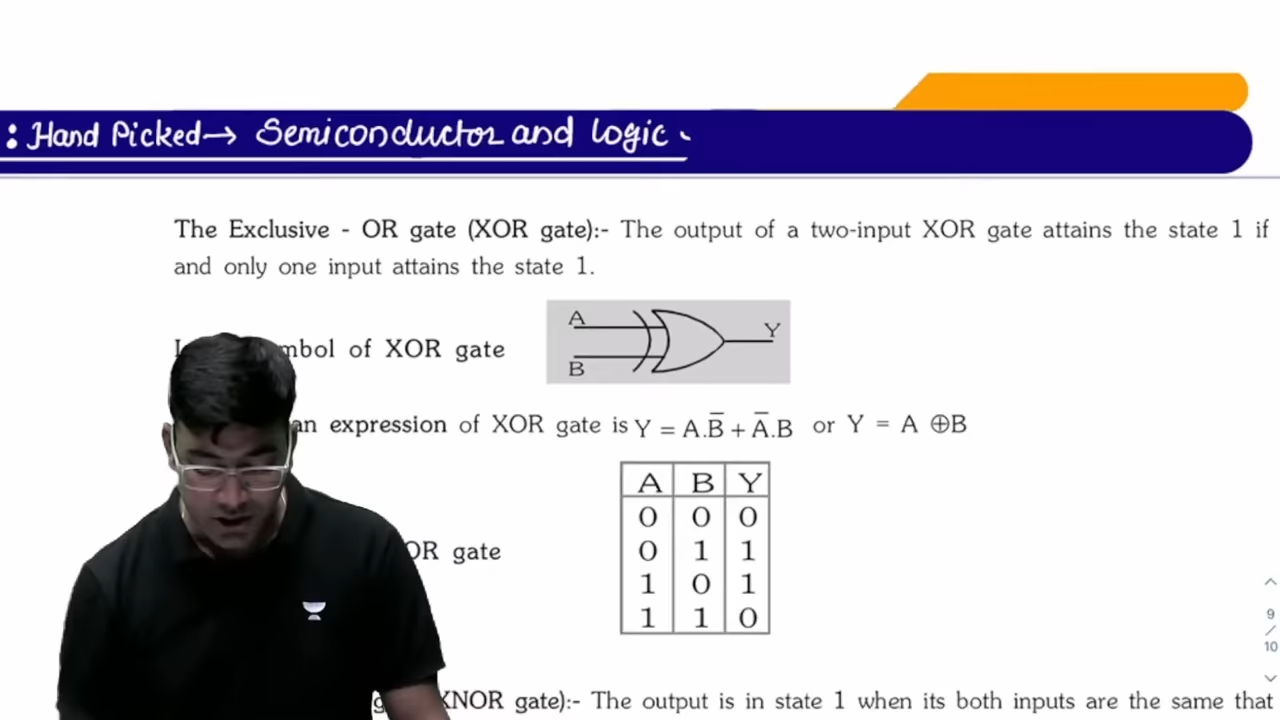 : Hand Picked→ Semiconductor and logic
The Exclusive - OR gate (XOR gate):- The output of a two-input XOR gate attains the state 1 if
and only one input attains the state 1.
A
Y
of XOR gate
B
expression of XOR gate is Y = A.B̅ + A̅.B or Y = A ⊕B
A B Y
0 0 0
0 1 1
gate
1 0 1
1 1 0
9
/
10
XNOR gate):- The output is in state 1 when its both inputs are the same that